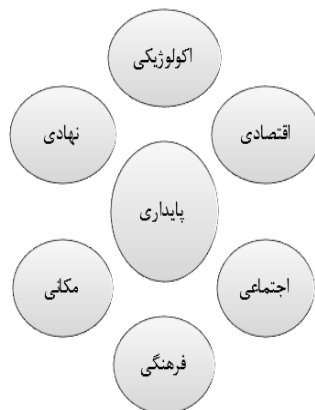 اکولوژیکی
اقتصادی
نهادی
پایداری
اجتماعی
مکانی
فرهنگی